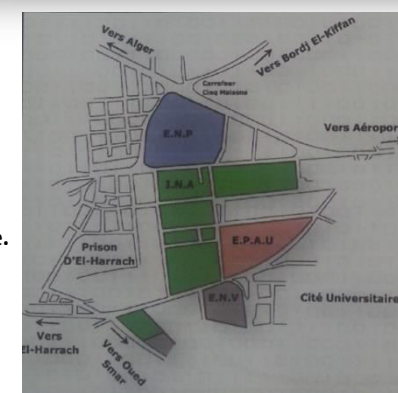 Vers Alger
Vers Bordj El-Kiffan
Carrefour
Cinq Maisons
E.N.P
Vers Aéropor
I.N.A
e.
E.P.A.U
Prison
D'El-Harrach
E.N.V
Cité Universitaire
Vers
El-Harrach
Vers Oued
Smar